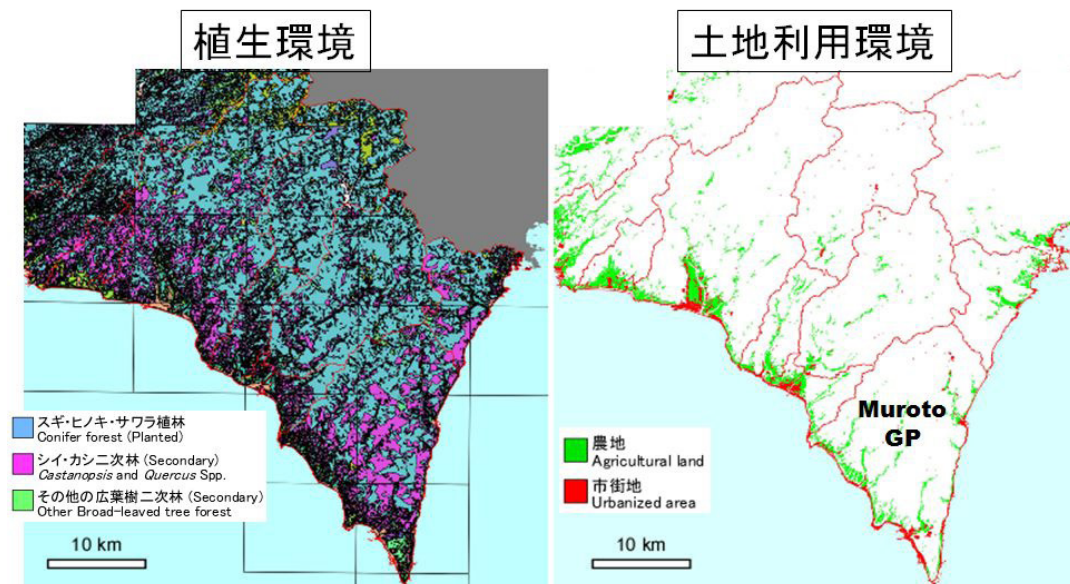 植生環境
スギ・ヒノキ・サワラ植林
Conifer forest (Planted)
シイ・カシ二次林 (Secondary)
Castanopsis and Quercus Spp.
その他の広葉樹二次林 (Secondary)
Other Broad-leaved tree forest
10 km
土地利用環境
Muroto
GP
農地
Agricultural land
市街地
Urbanized area
10 km